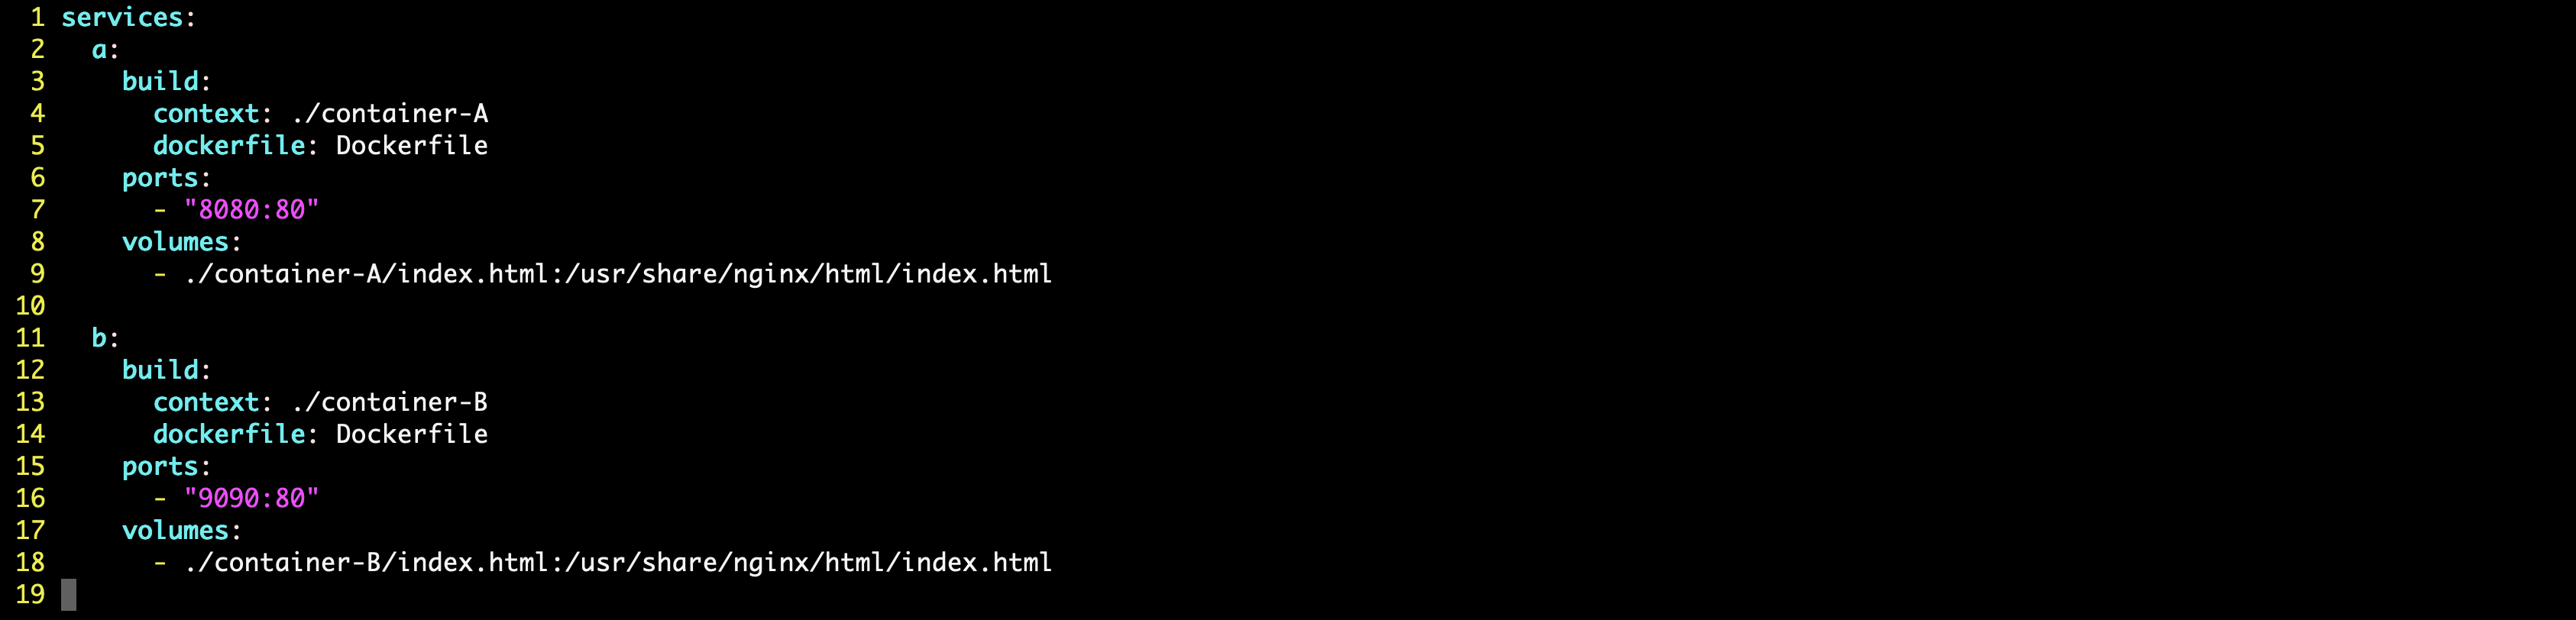 1 services:
2   a:
3     build:
4       context: ./container-A
5       dockerfile: Dockerfile
6     ports:
7       - "8080:80"
8     volumes:
9       - ./container-A/index.html:/usr/share/nginx/html/index.html
10
11   b:
12     build:
13       context: ./container-B
14       dockerfile: Dockerfile
15     ports:
16       - "9090:80"
17     volumes:
18       - ./container-B/index.html:/usr/share/nginx/html/index.html
19